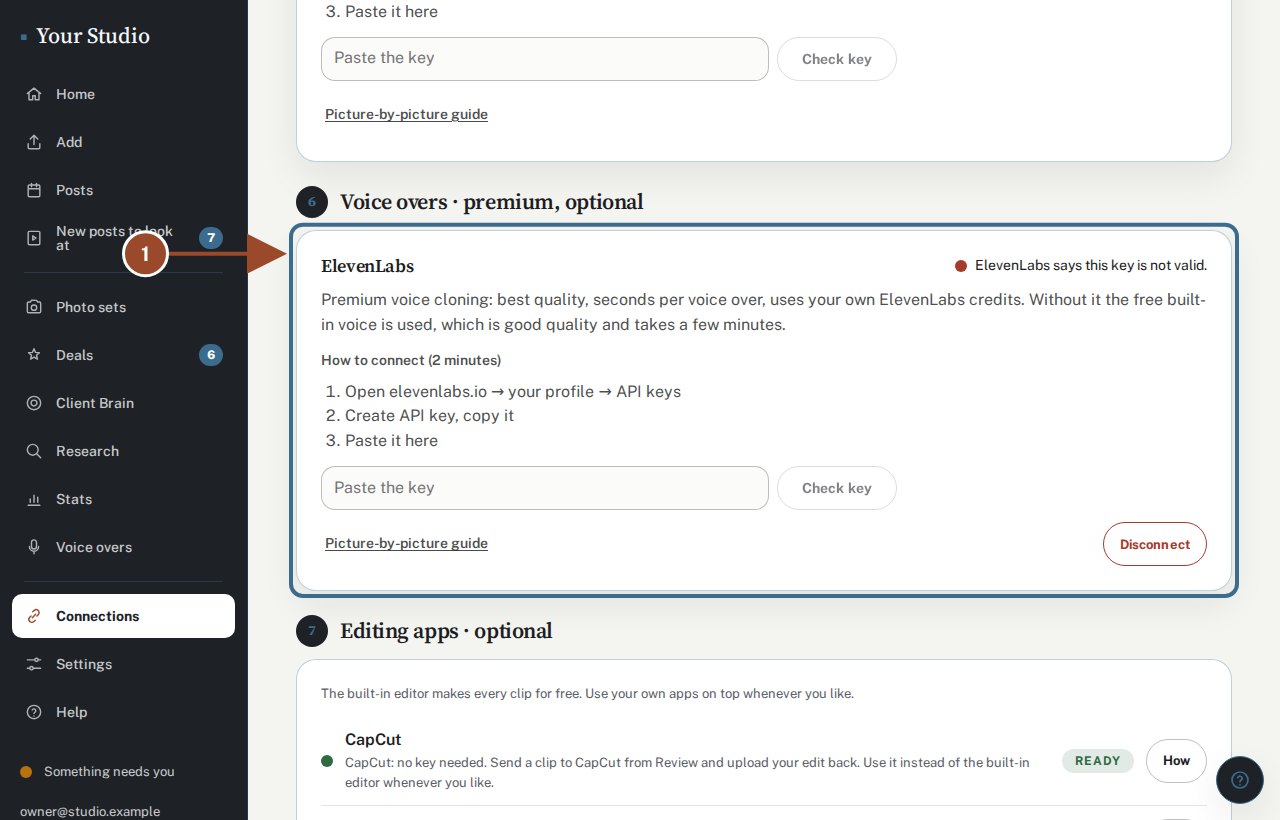 Your Studio
Home
Add
Posts
New posts to look
at
7
Photo sets
Deals
6
Client Brain
Research
Stats
Voice overs
Connections
Settings
Help
Something needs you
owner@studio.example
1
3. Paste it here
Paste the key
Check key
Picture-by-picture guide
6
Voice overs · premium, optional
ElevenLabs
ElevenLabs says this key is not valid.
Premium voice cloning: best quality, seconds per voice over, uses your own ElevenLabs credits. Without it the free built-
in voice is used, which is good quality and takes a few minutes.
How to connect (2 minutes)
1. Open elevenlabs.io → your profile → API keys
2. Create API key, copy it
3. Paste it here
Paste the key
Check key
Picture-by-picture guide
Disconnect
7
Editing apps · optional
The built-in editor makes every clip for free. Use your own apps on top whenever you like.
CapCut
CapCut: no key needed. Send a clip to CapCut from Review and upload your edit back. Use it instead of the built-in
editor whenever you like.
READY
How